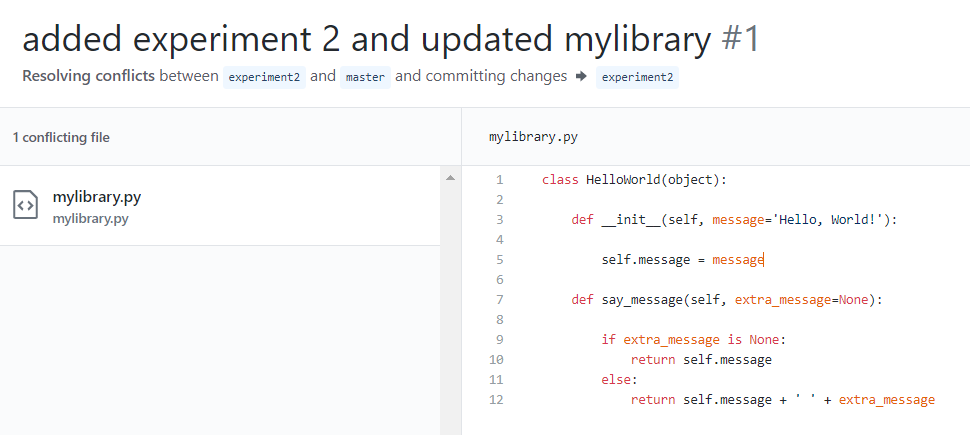 added experiment 2 and updated mylibrary #1
Resolving conflicts between experiment2 and master and committing changes ➡ experiment2
1 conflicting file
mylibrary.py
mylibrary.py
mylibrary.py
1 class HelloWorld(object):
2
3     def __init__(self, message='Hello, World!'):
4
5         self.message = message
6
7     def say_message(self, extra_message=None):
8
9         if extra_message is None:
10             return self.message
11         else:
12             return self.message + ' ' + extra_message